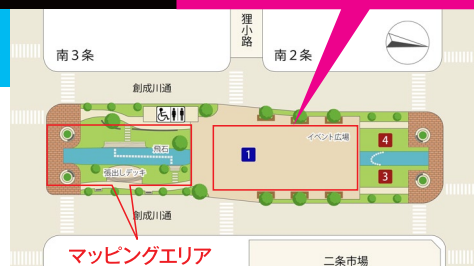 狸小路
南3条
南2条
創成川通
イベント広場
飛石
1
4
張出しデッキ
3
創成川通
マッピングエリア
二条市場